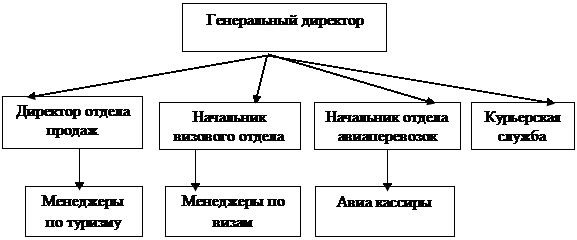 Генеральный директор
Директор отдела
продаж
Начальник
визового отдела
Начальник отдела
авиаперевозок
Курьерская
служба
Менеджеры
по туризму
Менеджеры по
визам
Авиа кассиры